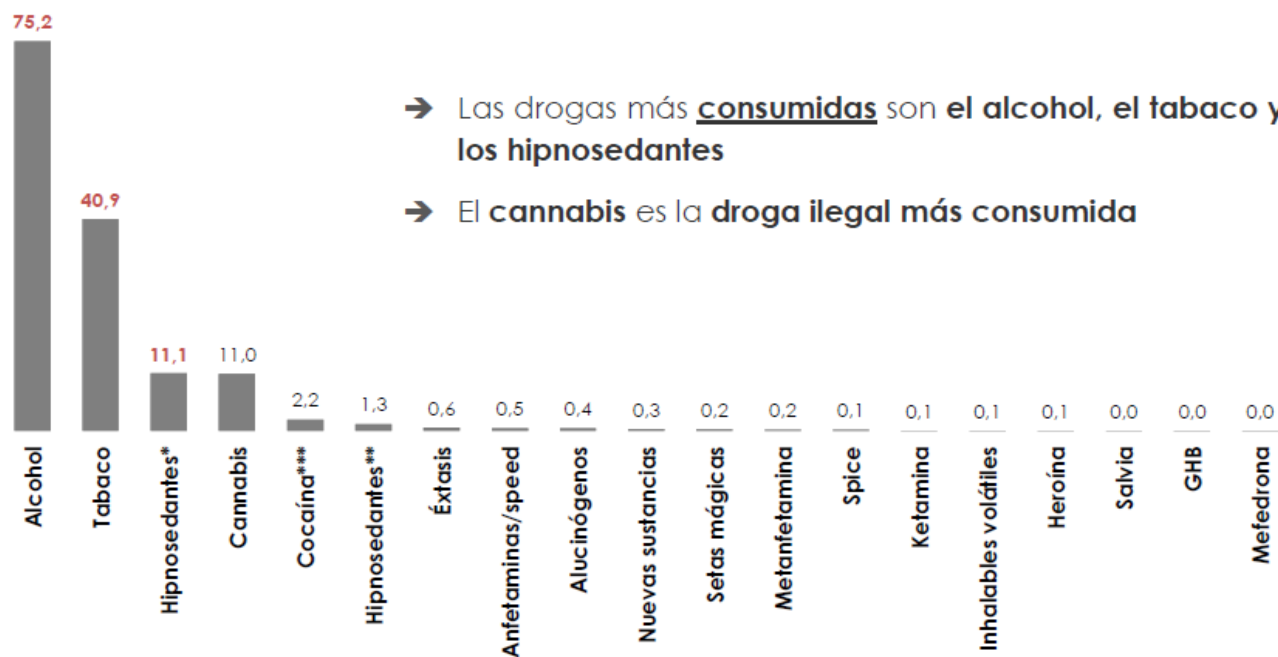 75,2
➔ Las drogas más consumidas son el alcohol, el tabaco y
los hipnosedantes
40,9
➔ El cannabis es la droga ilegal más consumida
11,1
11,0
2,2
1,3
0,6
0,5
0,4
0,3
0,2
0,2
0,1
0,1
0,1
0,1
0,0
0,0
0,0
Alcohol
Tabaco
Hipnosedantes*
Cannabis
Cocaína***
Hipnosedantes**
Éxtasis
Anfetaminas/speed
Alucinógenos
Nuevas sustancias
Setas mágicas
Metanfetamina
Spice
Ketamina
Inhalables volátiles
Heroína
Salvia
GHB
Mefedrona